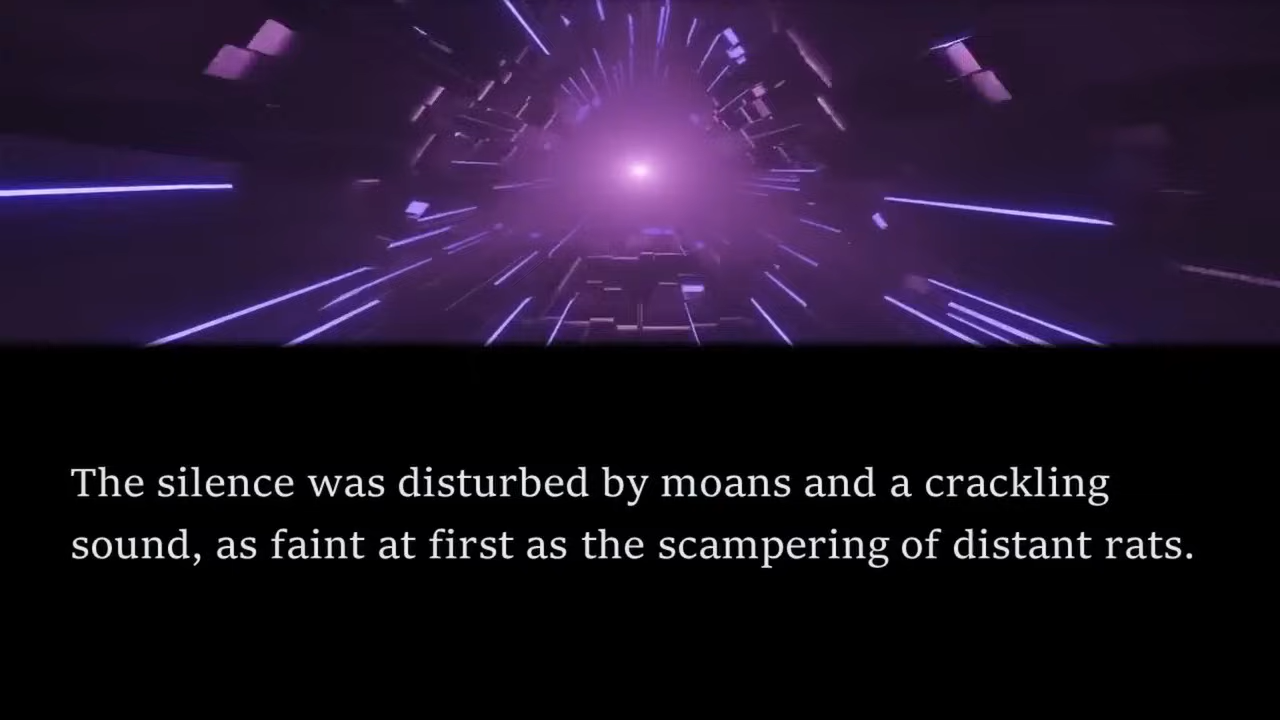 The silence was disturbed by moans and a crackling
sound, as faint at first as the scampering of distant rats.